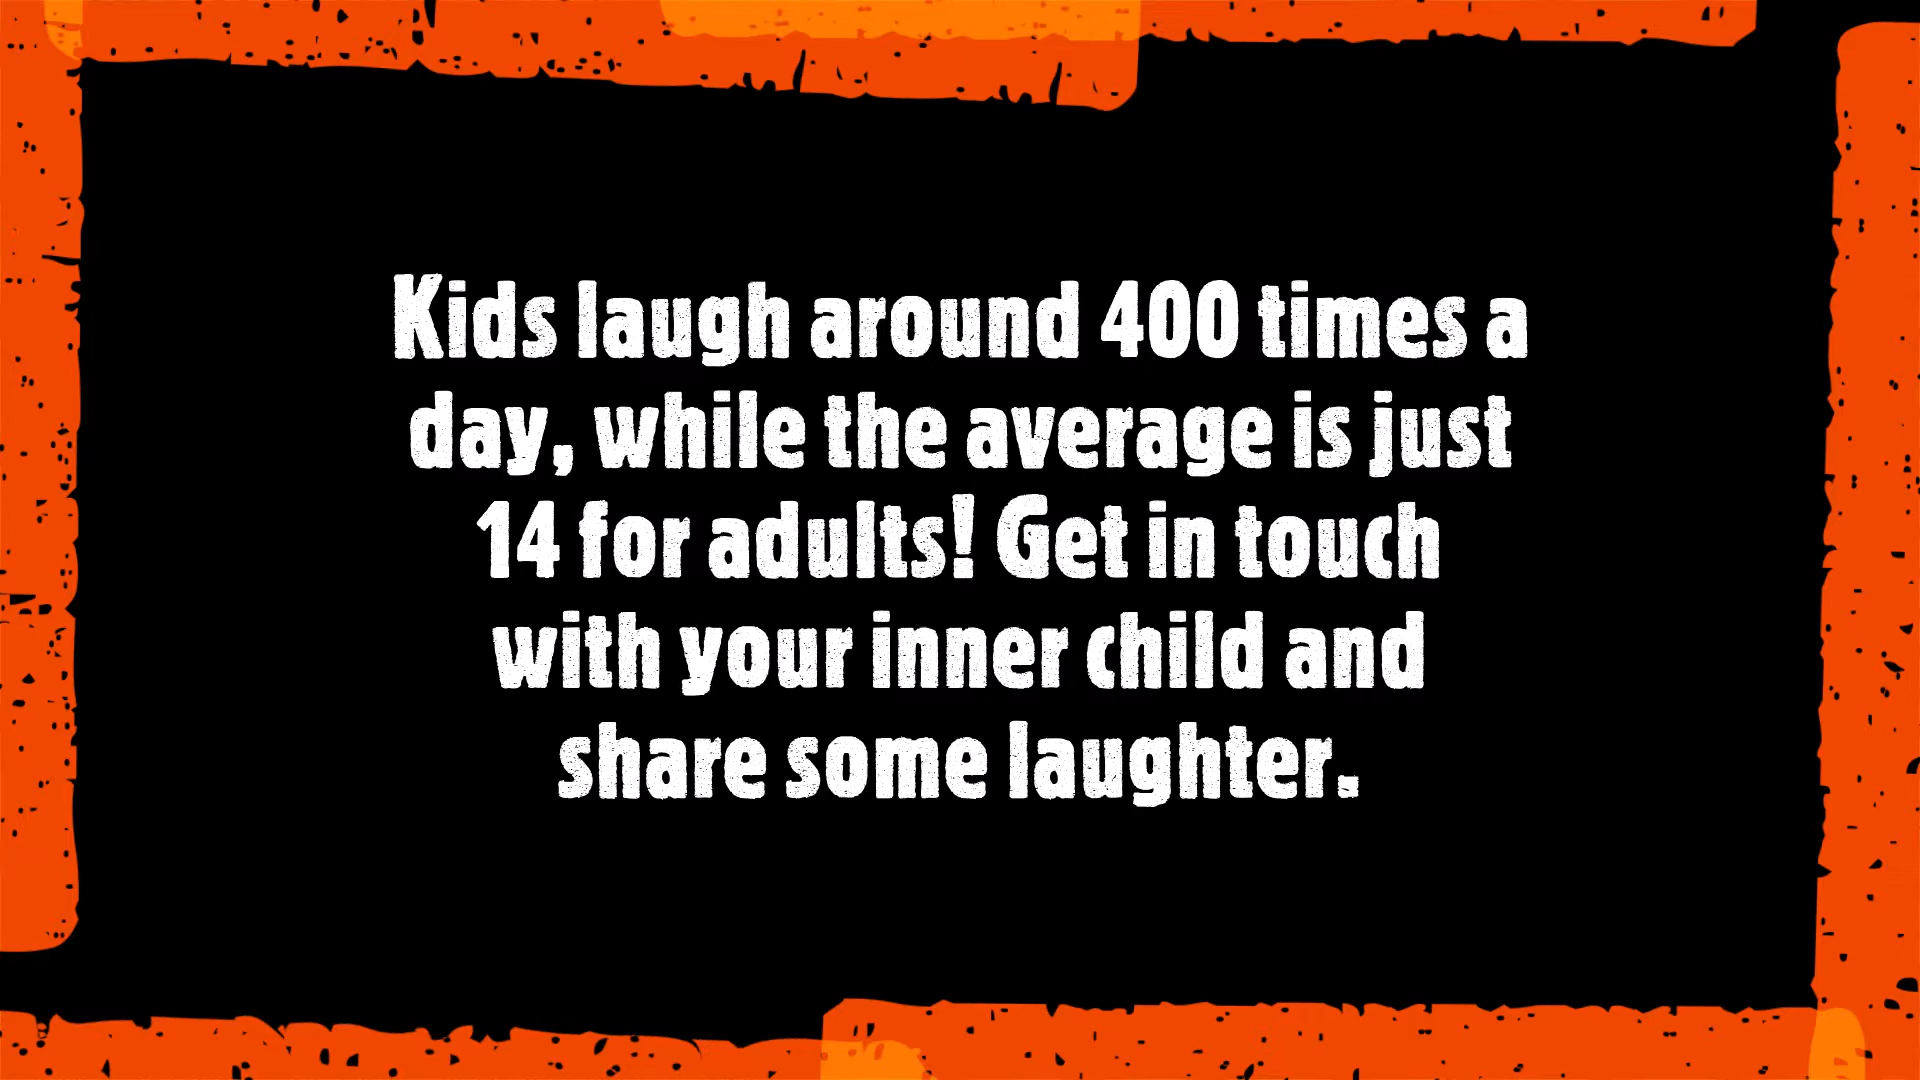 Kids laugh around 400 times a
day, while the average is just
14 for adults! Get in touch
with your inner child and
share some laughter.